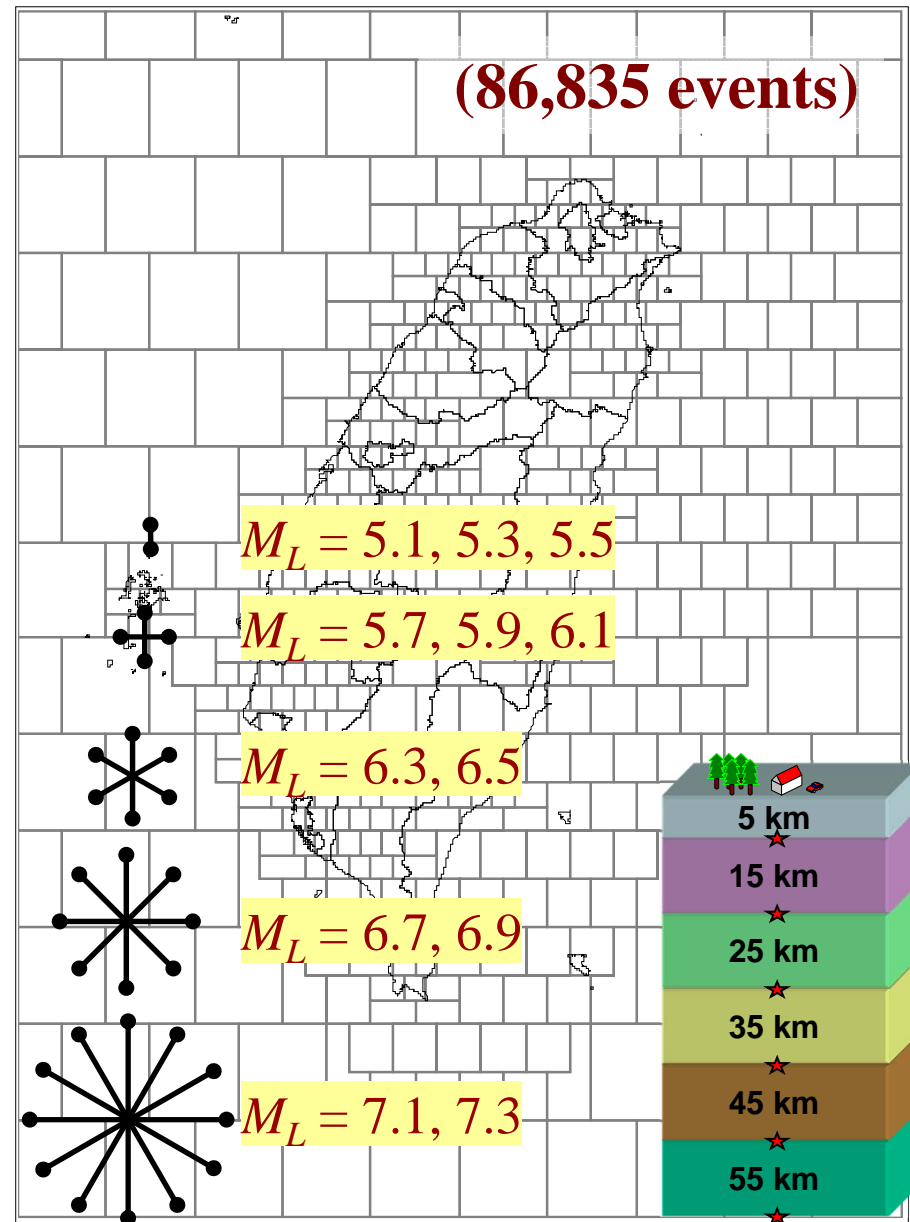 (86,835 events)
M_L = 5.1, 5.3, 5.5
M_L = 5.7, 5.9, 6.1
M_L = 6.3, 6.5
M_L = 6.7, 6.9
M_L = 7.1, 7.3
5 km
15 km
25 km
35 km
45 km
55 km